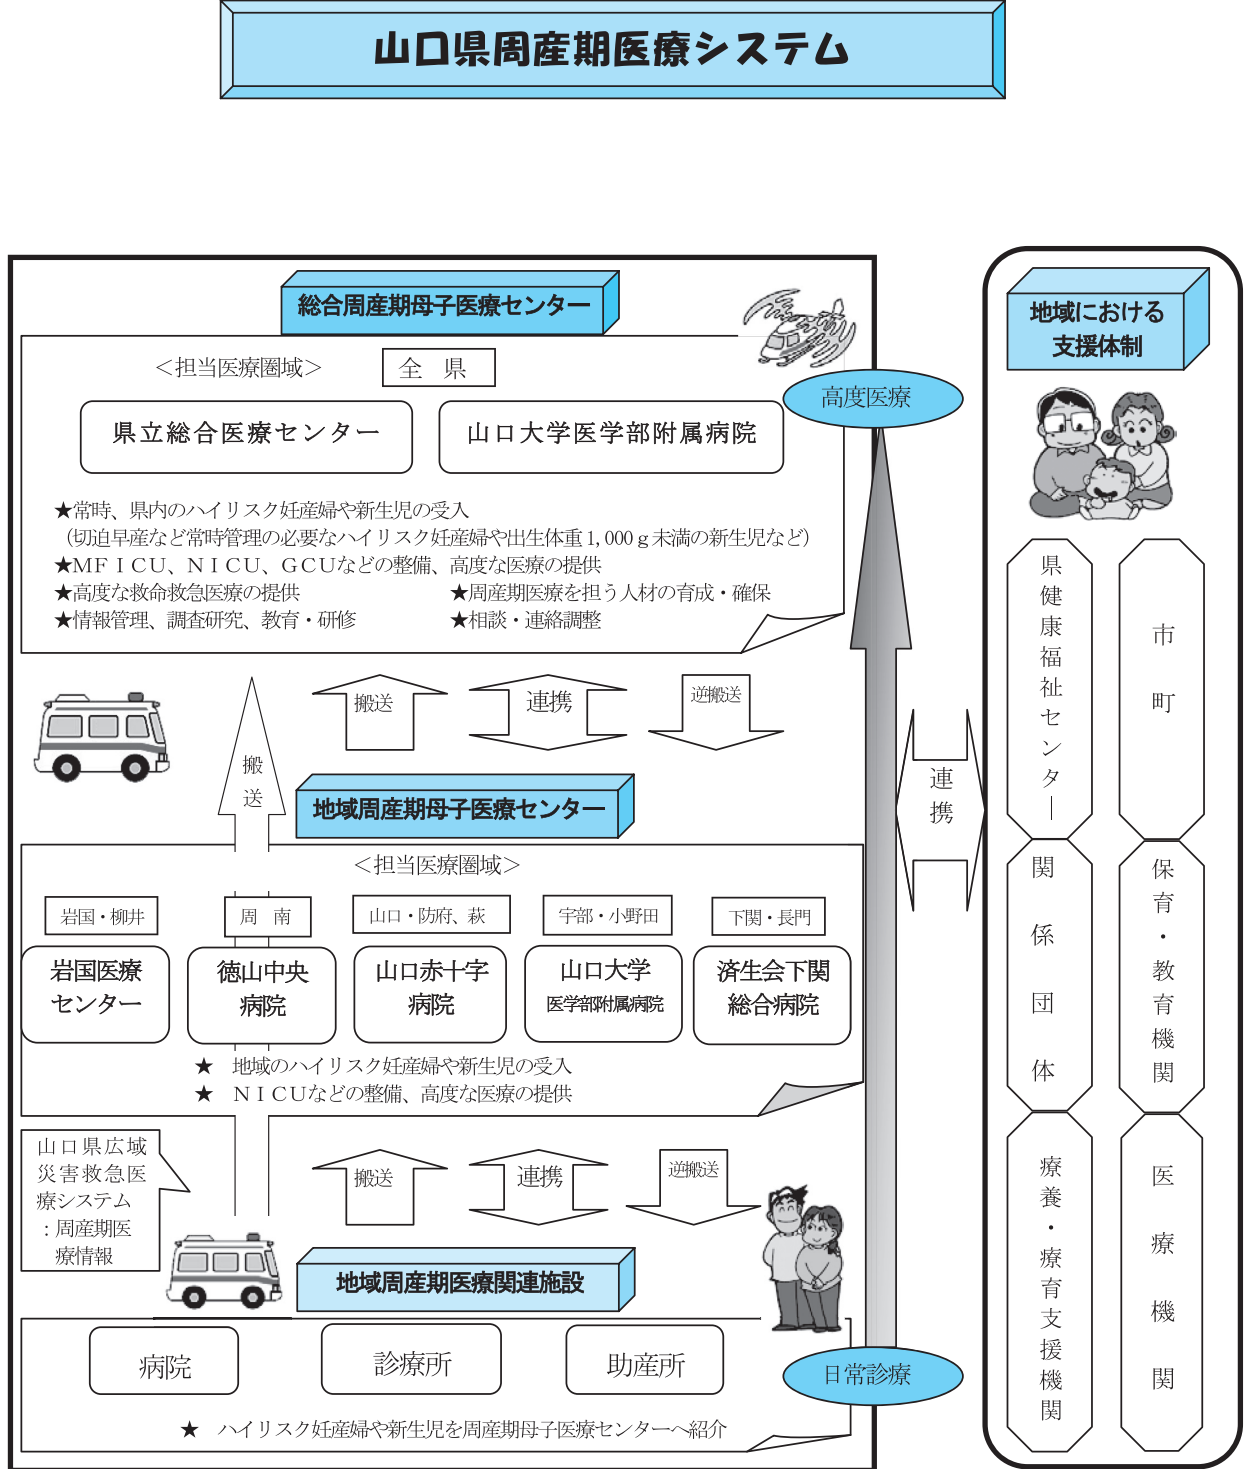 山口県周産期医療システム
総合周産期母子医療センター
＜担当医療圏域＞
全　県
県立総合医療センター
山口大学医学部附属病院
★常時、県内のハイリスク妊産婦や新生児の受入
（切迫早産など常時管理の必要なハイリスク妊産婦や出生体重1,000ｇ未満の新生児など）
★ＭＦＩＣＵ、ＮＩＣＵ、ＧＣＵなどの整備、高度な医療の提供
★高度な救命救急医療の提供
★周産期医療を担う人材の育成・確保
★情報管理、調査研究、教育・研修
★相談・連絡調整
高度医療
搬送
連携
逆搬送
搬送
地域周産期母子医療センター
＜担当医療圏域＞
岩国・柳井
周　南
山口・防府、萩
宇部・小野田
下関・長門
岩国医療
センター
徳山中央
病院
山口赤十字
病院
山口大学
医学部附属病院
済生会下関
総合病院
★　地域のハイリスク妊産婦や新生児の受入
★　ＮＩＣＵなどの整備、高度な医療の提供
山口県広域
災害救急医
療システム
：周産期医
療情報
搬送
連携
逆搬送
地域周産期医療関連施設
病院
診療所
助産所
日常診療
★　ハイリスク妊産婦や新生児を周産期母子医療センターへ紹介
連携
地域における
支援体制
県健康福祉センター
市町
関係団体
保育・教育機関
療養・療育支援機関
医療機関